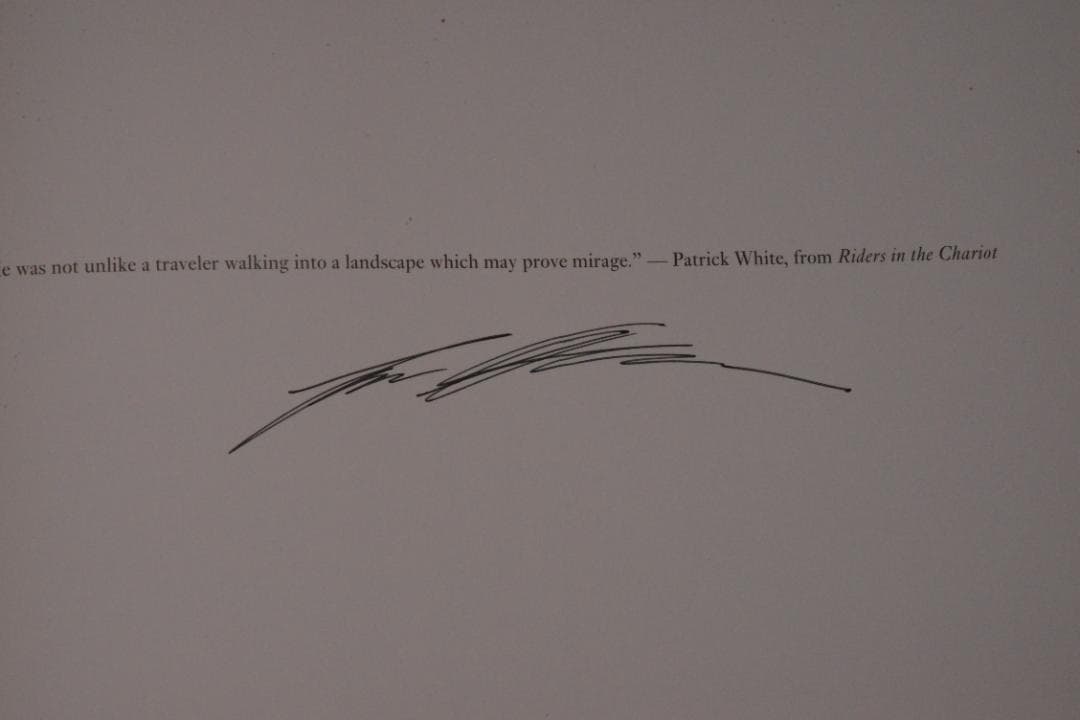 was not unlike a traveler walking into a landscape which may prove mirage.” — Patrick White, from Riders in the Chariot